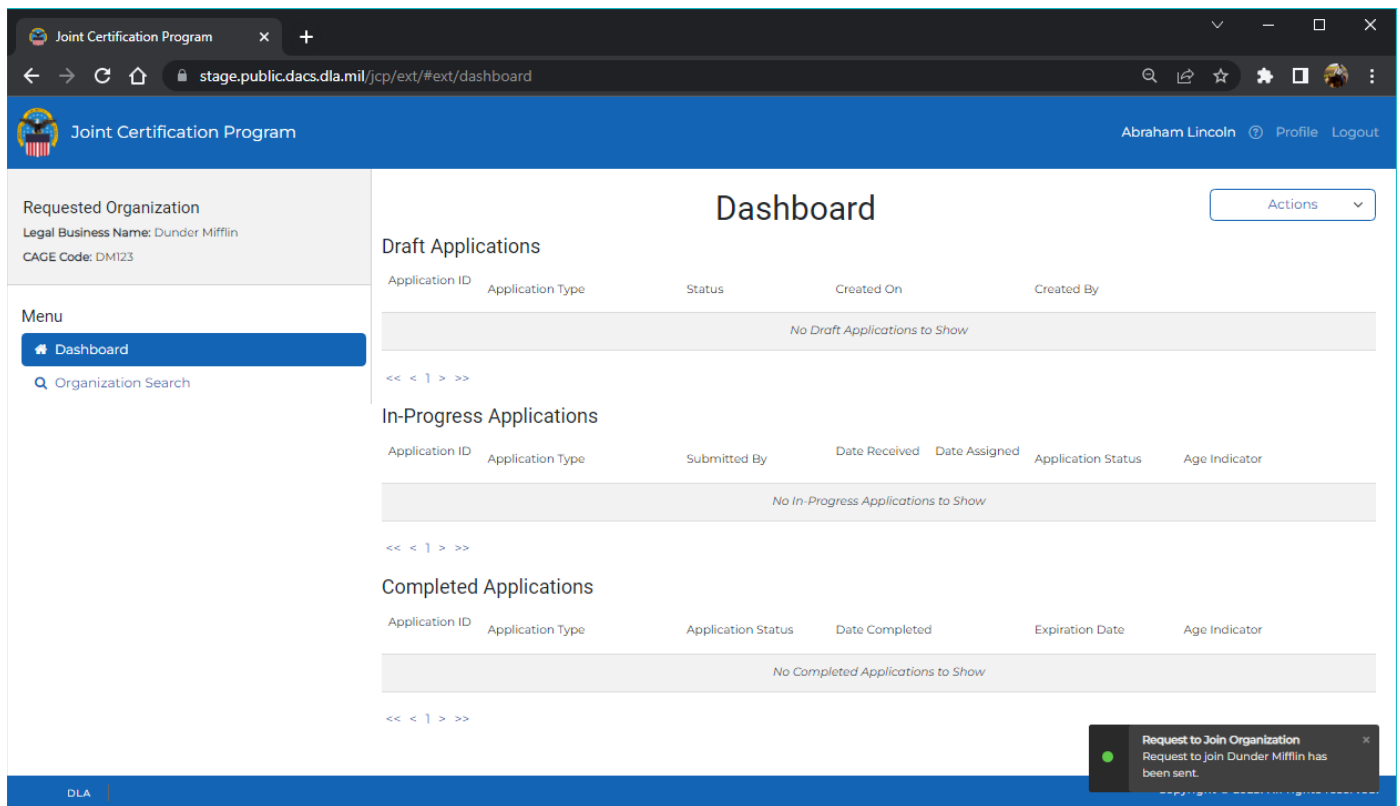 Joint Certification Program
stage.public.dacs.dla.mil/jcp/ext/#ext/dashboard
Joint Certification Program
Abraham Lincoln Profile Logout
Requested Organization
Legal Business Name: Dunder Mifflin
CAGE Code: DM123
Menu
Dashboard
Organization Search
Dashboard
Actions
Draft Applications
Application ID Application Type Status Created On Created By
No Draft Applications to Show
<< < 1 > >>
In-Progress Applications
Application ID Application Type Submitted By Date Received Date Assigned Application Status Age Indicator
No In-Progress Applications to Show
<< < 1 > >>
Completed Applications
Application ID Application Type Application Status Date Completed Expiration Date Age Indicator
No Completed Applications to Show
<< < 1 > >>
Request to Join Organization
Request to join Dunder Mifflin has
been sent.
DLA